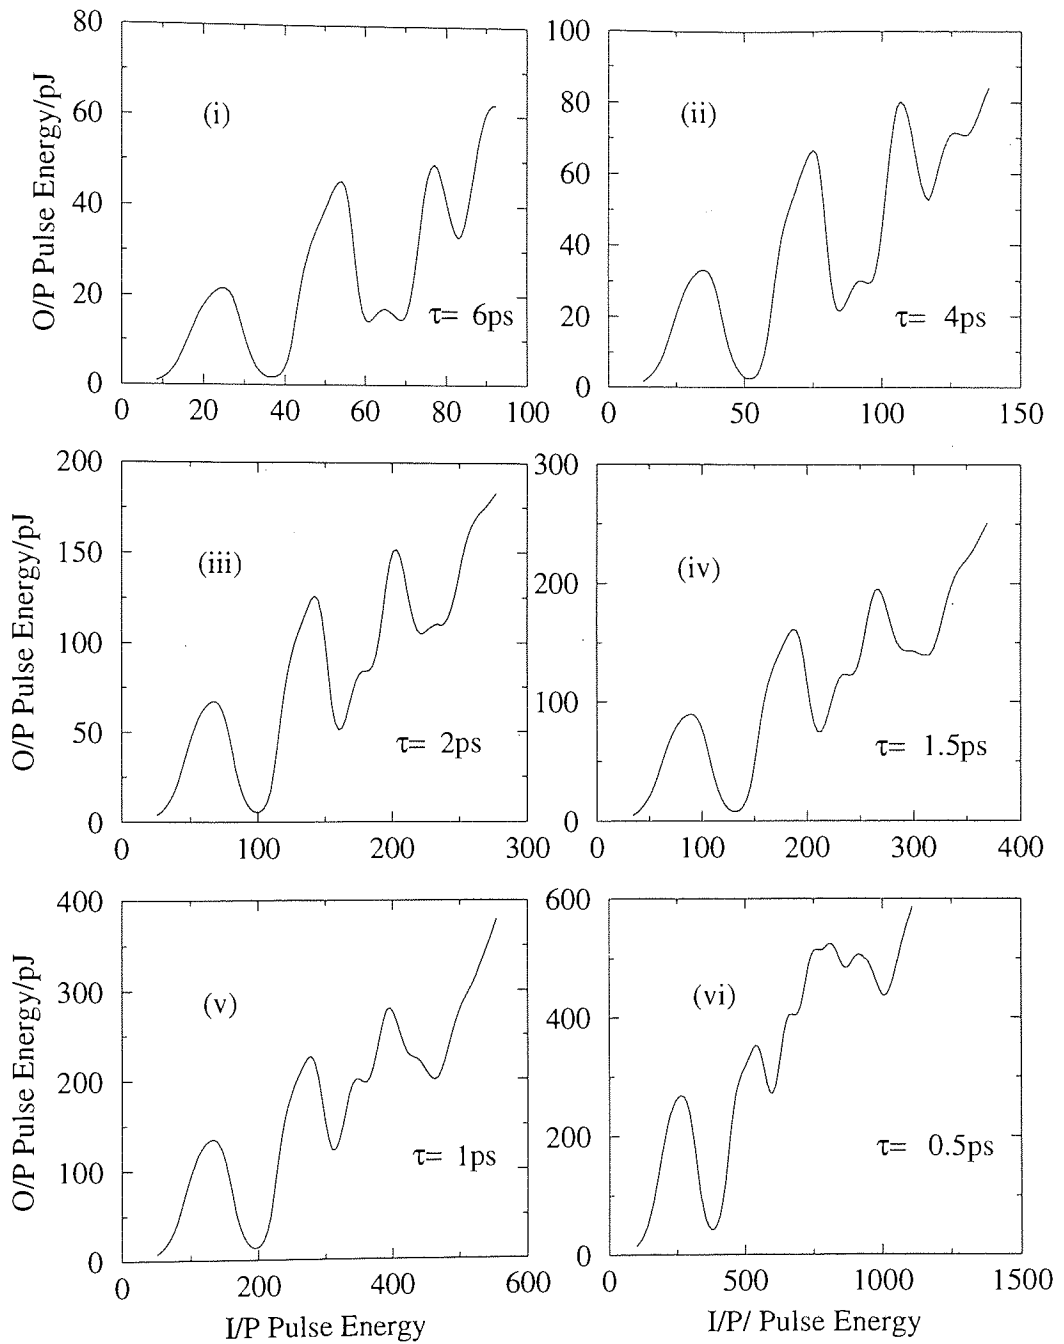 80
60
40
20
0
O/P Pulse Energy/pJ
(i)
τ= 6ps
0 20 40 60 80 100
100
80
60
40
20
0
O/P Pulse Energy/pJ
(ii)
τ= 4ps
0 50 100 150
200
150
100
50
0
O/P Pulse Energy/pJ
(iii)
τ= 2ps
0 100 200 300
300
200
100
0
(iv)
τ= 1.5ps
0 100 200 300 400
400
300
200
100
0
O/P Pulse Energy/pJ
(v)
τ= 1ps
0 200 400 600
I/P Pulse Energy
600
400
200
0
(vi)
τ= 0.5ps
0 500 1000 1500
I/P/ Pulse Energy